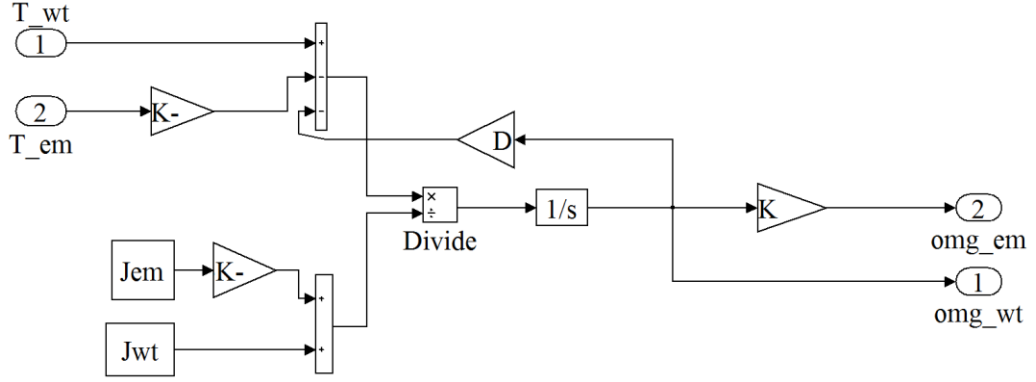 T_wt
1
+
-
-
2
K-
T_em
D
×
÷
Divide
1/s
K
2
omg_em
1
omg_wt
Jem
K-
+
+
Jwt